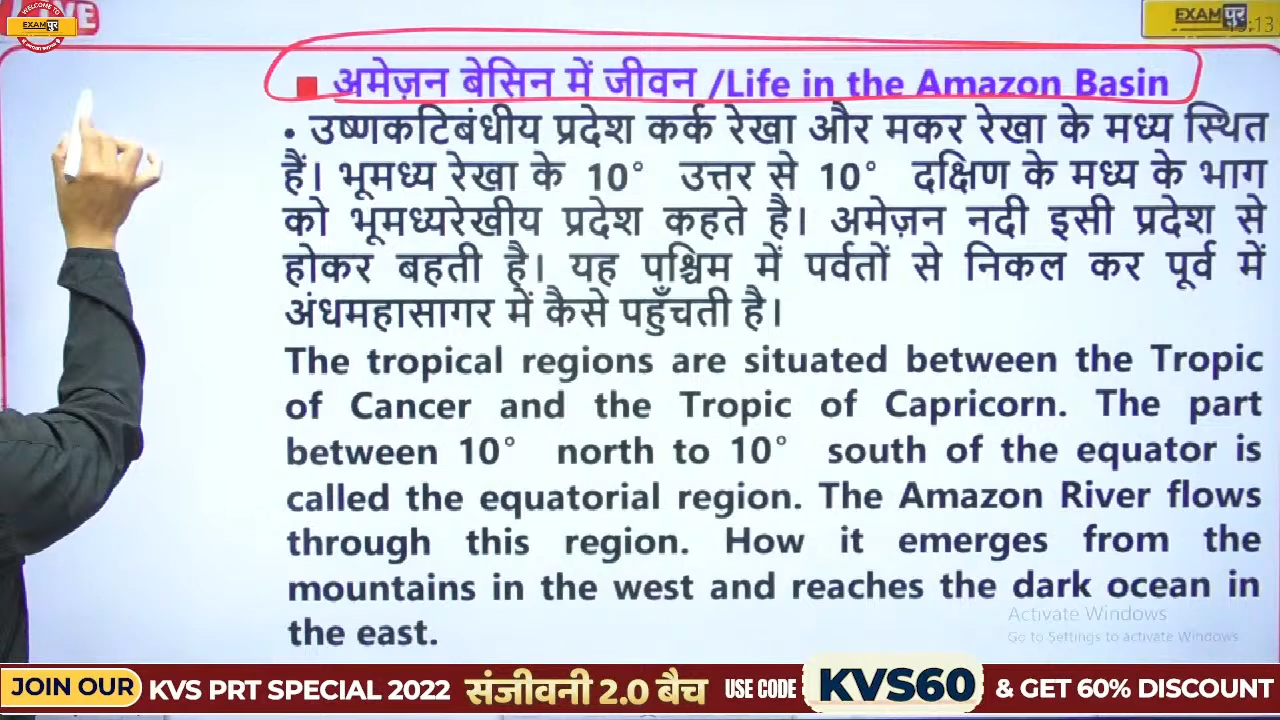 WELCOME TO
EXAM पुर
LIVE
EXAM पुर
15:13
अमेज़न बेसिन में जीवन /Life in the Amazon Basin
• उष्णकटिबंधीय प्रदेश कर्क रेखा और मकर रेखा के मध्य स्थित
हैं। भूमध्य रेखा के 10° उत्तर से 10° दक्षिण के मध्य के भाग
को भूमध्यरेखीय प्रदेश कहते है। अमेज़न नदी इसी प्रदेश से
होकर बहती है। यह पश्चिम में पर्वतों से निकल कर पूर्व में
अंधमहासागर में कैसे पहुँचती है।
The tropical regions are situated between the Tropic
of Cancer and the Tropic of Capricorn. The part
between 10° north to 10° south of the equator is
called the equatorial region. The Amazon River flows
through this region. How it emerges from the
mountains in the west and reaches the dark ocean in
the east.
Activate Windows
Go to Settings to activate Windows
JOIN OUR KVS PRT SPECIAL 2022 संजीवनी 2.0 बैच USE CODE KVS60 & GET 60% DISCOUNT